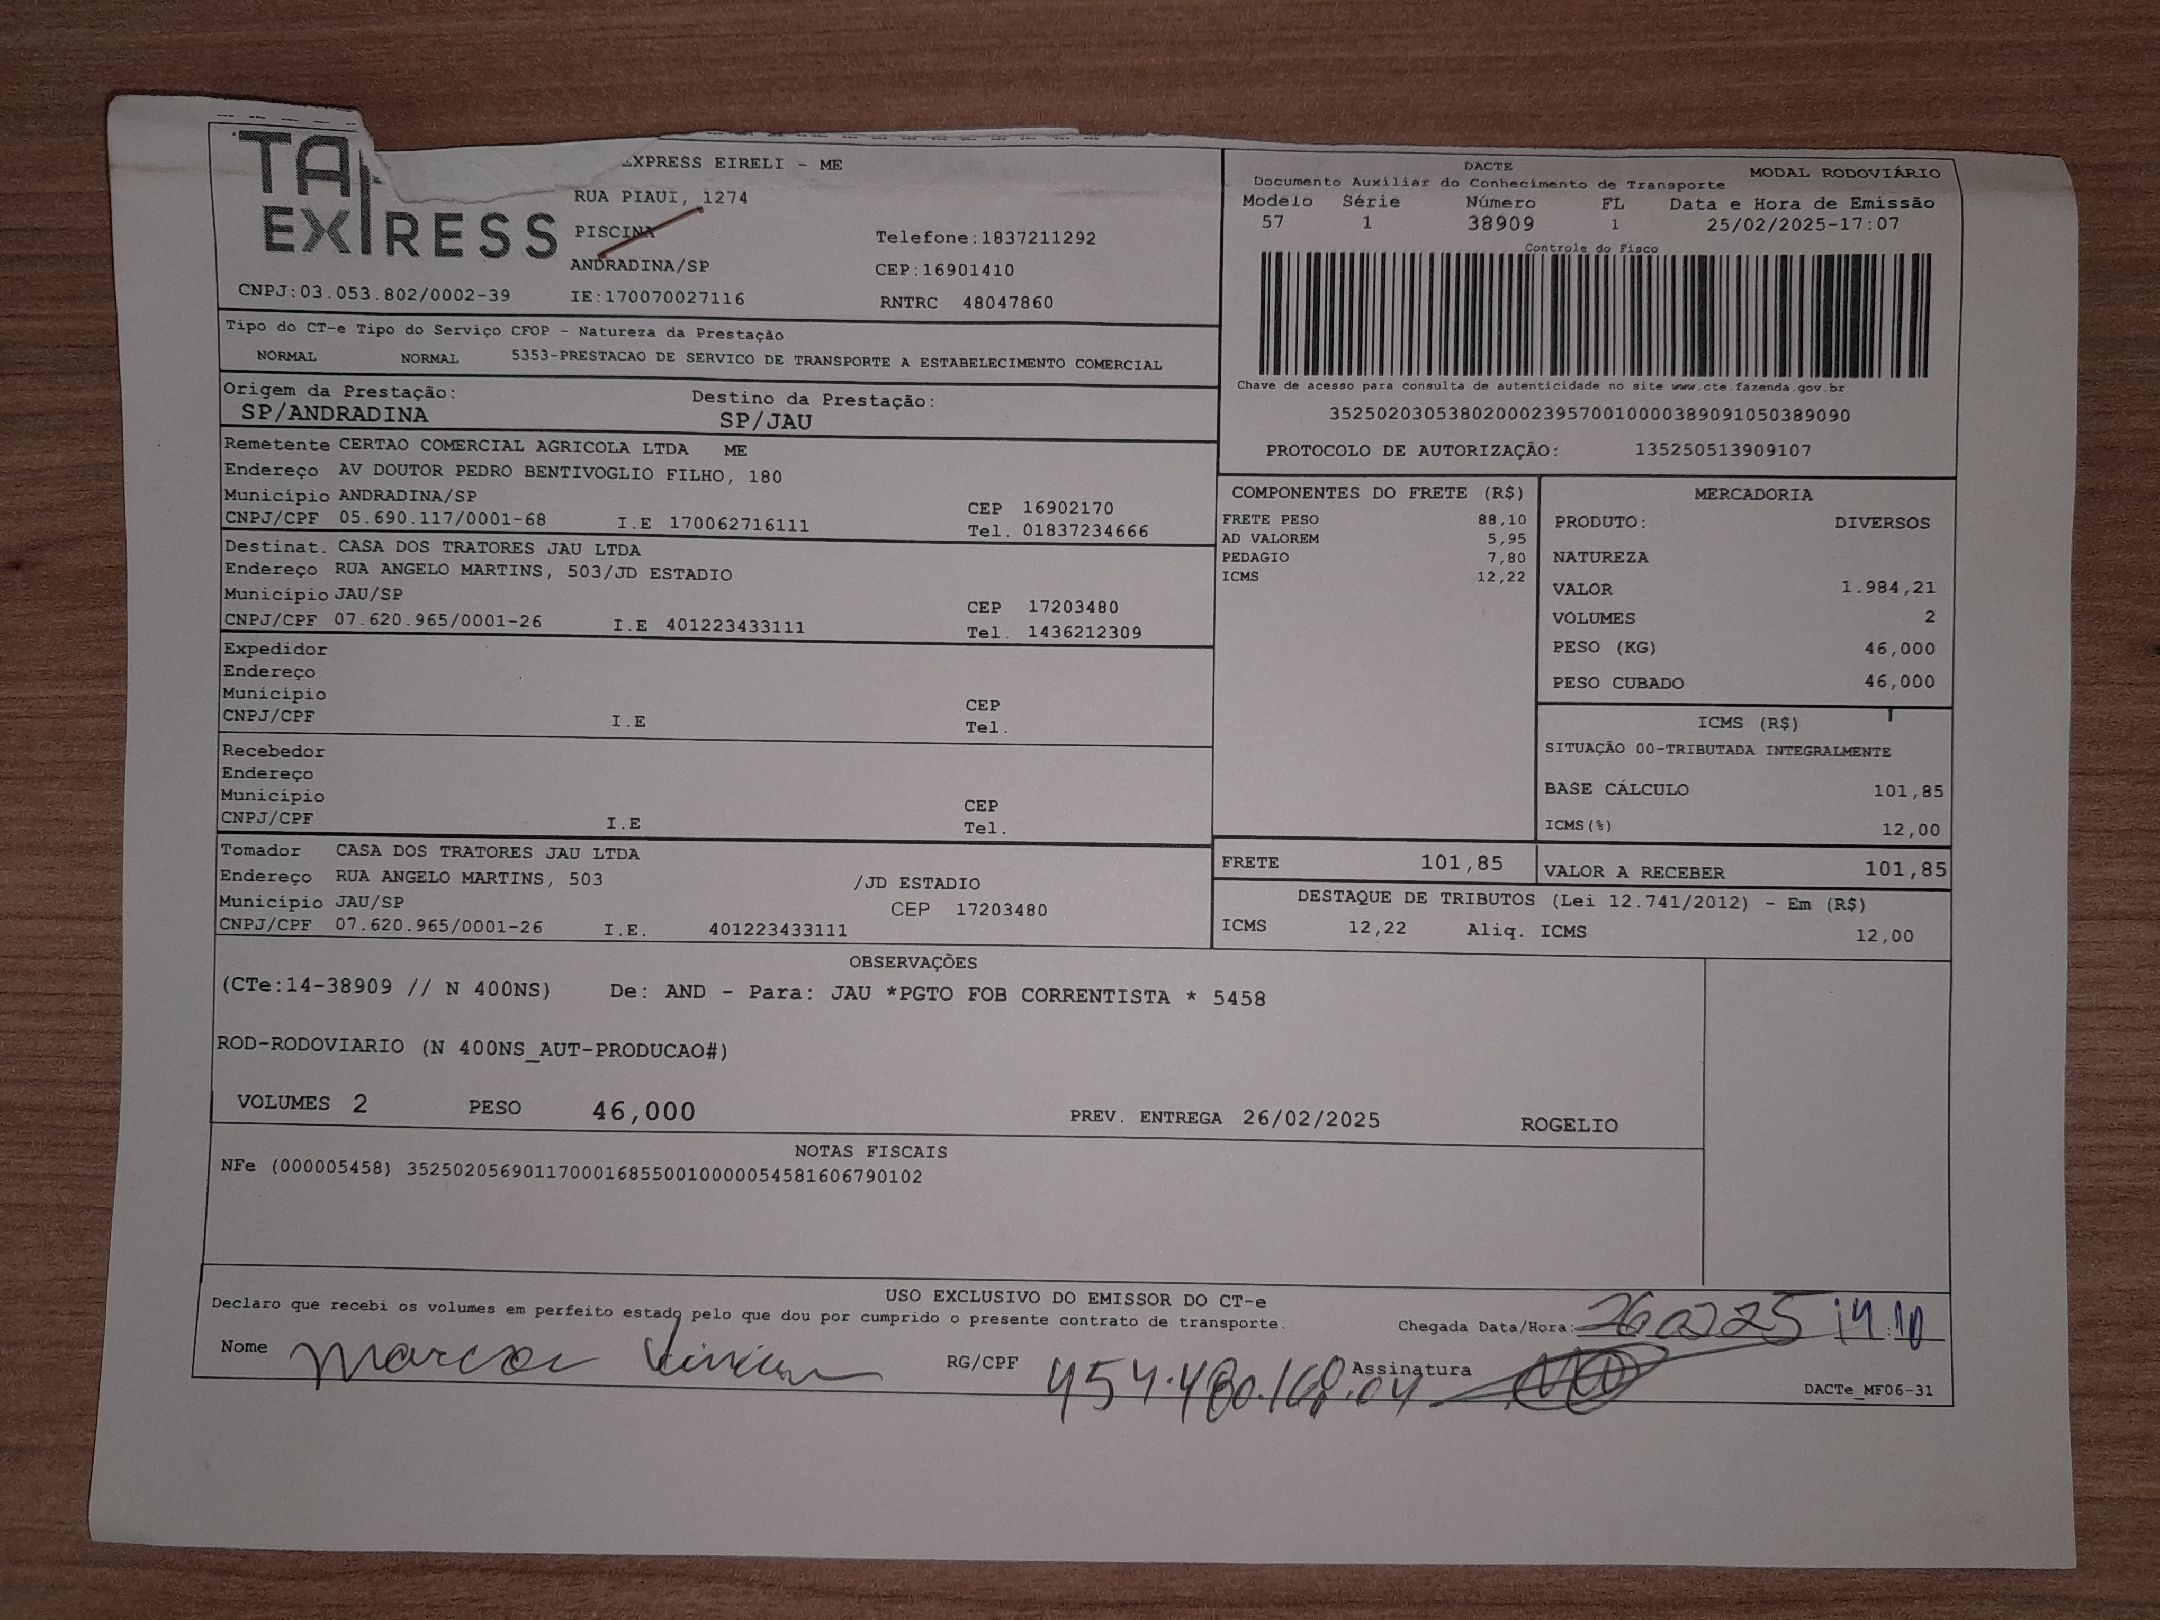 EXPRESS
EXPRESS EIRELI - ME
RUA PIAUI, 1274
PISCINA
Telefone:1837211292
ANDRADINA/SP
CEP:16901410
CNPJ:03.053.802/0002-39 IE:170070027116 RNTRC 48047860
DACTE MODAL RODOVIÁRIO
Documento Auxiliar do Conhecimento de Transporte
Modelo Série Número FL Data e Hora de Emissão
57 1 38909 1 25/02/2025-17:07
Controle do Fisco
Chave de acesso para consulta de autenticidade no site www.cte.fazenda.gov.br
35250203053802000239570010000389091050389090
PROTOCOLO DE AUTORIZAÇÃO: 135250513909107
Tipo do CT-e Tipo do Serviço CFOP - Natureza da Prestação
NORMAL NORMAL 5353-PRESTACAO DE SERVICO DE TRANSPORTE A ESTABELECIMENTO COMERCIAL
Origem da Prestação: Destino da Prestação:
SP/ANDRADINA SP/JAU
Remetente CERTAO COMERCIAL AGRICOLA LTDA ME
Endereço AV DOUTOR PEDRO BENTIVOGLIO FILHO, 180
Município ANDRADINA/SP CEP 16902170
CNPJ/CPF 05.690.117/0001-68 I.E 170062716111 Tel. 01837234666
Destinat. CASA DOS TRATORES JAU LTDA
Endereço RUA ANGELO MARTINS, 503/JD ESTADIO
Município JAU/SP CEP 17203480
CNPJ/CPF 07.620.965/0001-26 I.E 401223433111 Tel. 1436212309
Expedidor
Endereço
Município CEP
CNPJ/CPF I.E Tel.
Recebedor
Endereço
Município CEP
CNPJ/CPF I.E Tel.
Tomador CASA DOS TRATORES JAU LTDA
Endereço RUA ANGELO MARTINS, 503 /JD ESTADIO
Município JAU/SP CEP 17203480
CNPJ/CPF 07.620.965/0001-26 I.E. 401223433111
COMPONENTES DO FRETE (R$)
FRETE PESO 88,10
AD VALOREM 5,95
PEDAGIO 7,80
ICMS 12,22
MERCADORIA
PRODUTO: DIVERSOS
NATUREZA
VALOR 1.984,21
VOLUMES 2
PESO (KG) 46,000
PESO CUBADO 46,000
ICMS (R$)
SITUAÇÃO 00-TRIBUTADA INTEGRALMENTE
BASE CÁLCULO 101,85
ICMS(%) 12,00
FRETE 101,85 VALOR A RECEBER 101,85
DESTAQUE DE TRIBUTOS (Lei 12.741/2012) - Em (R$)
ICMS 12,22 Aliq. ICMS 12,00
OBSERVAÇÕES
(CTe:14-38909 // N 400NS) De: AND - Para: JAU *PGTO FOB CORRENTISTA * 5458
ROD-RODOVIARIO (N 400NS_AUT-PRODUCAO#)
VOLUMES 2 PESO 46,000 PREV. ENTREGA 26/02/2025 ROGELIO
NOTAS FISCAIS
NFe (000005458) 35250205690117000168550010000054581606790102
USO EXCLUSIVO DO EMISSOR DO CT-e
Declaro que recebi os volumes em perfeito estado pelo que dou por cumprido o presente contrato de transporte.
Chegada Data/Hora: 26 02 25 14:10
Nome Marcos Vinicius RG/CPF 454.480.168.04 Assinatura
DACTe_MF06-31